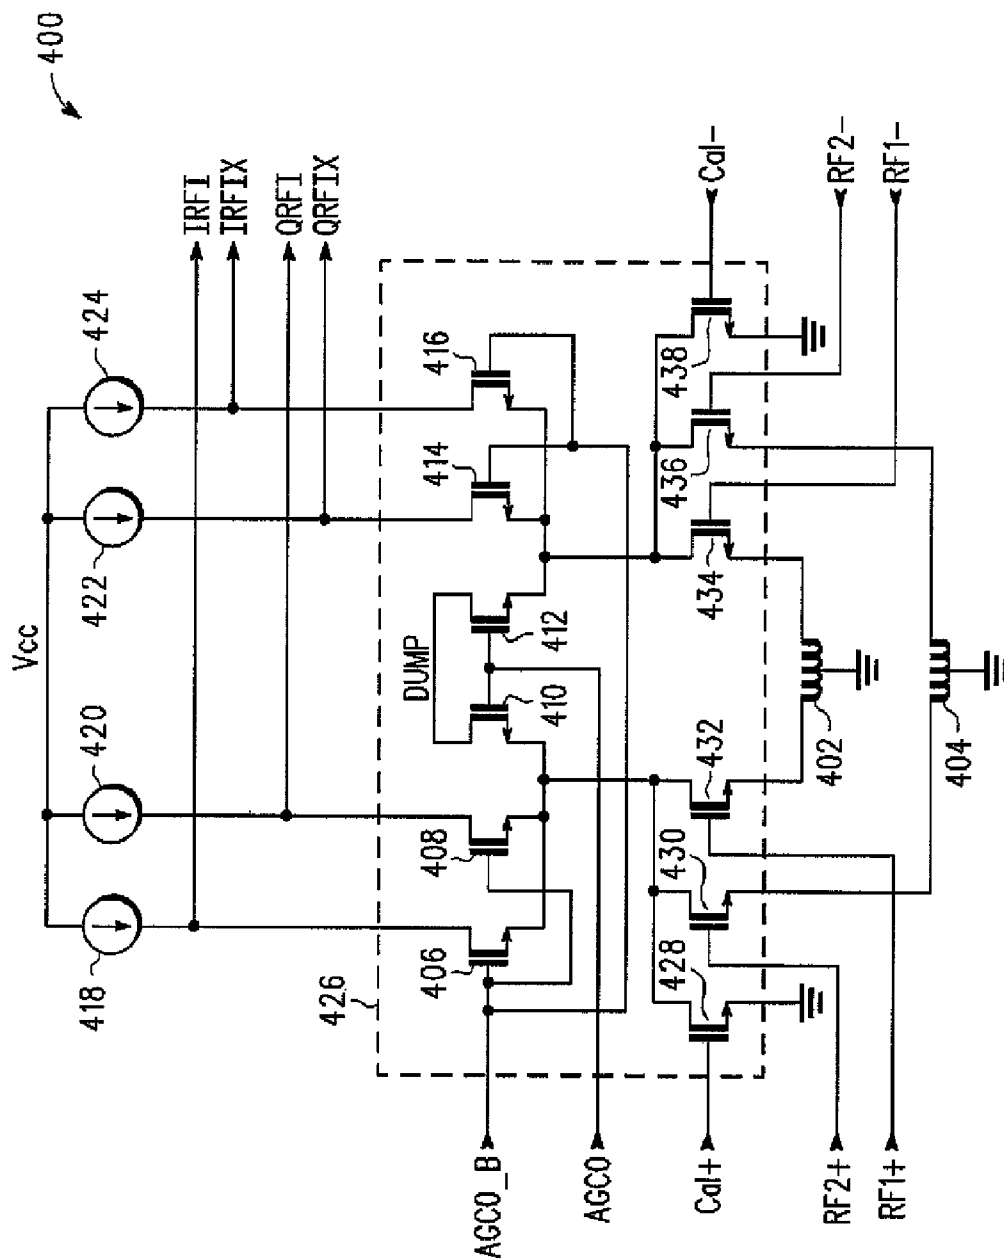 400
Vcc
418
420
422
424
IRFI
IRFIX
QRFI
QRFIX
426
406
408
DUMP
410
412
414
416
AGC0_B
AGC0
Cal+
RF2+
RF1+
428
430
432
434
436
438
Cal-
RF2-
RF1-
402
404